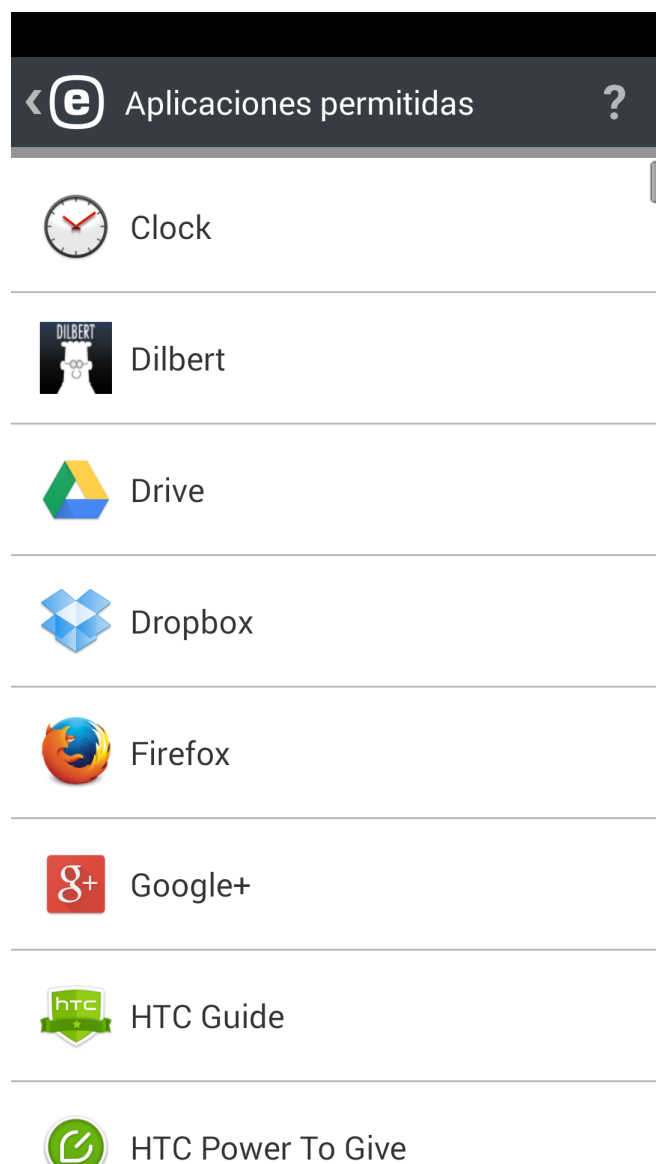 e Aplicaciones permitidas ?
Clock
DILBERT
Dilbert
Drive
Dropbox
Firefox
g+
Google+
hTC
HTC Guide
HTC Power To Give